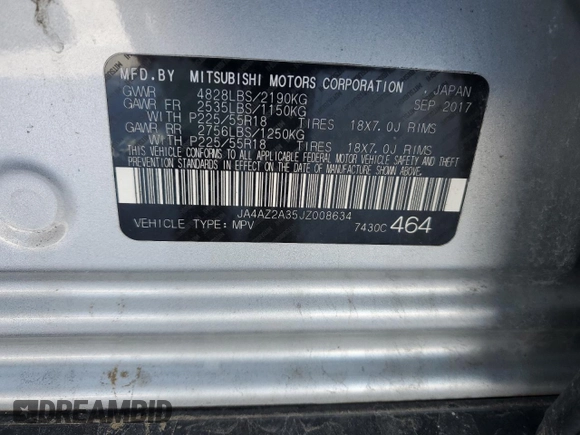 MFD.BY MITSUBISHI MOTORS CORPORATION , JAPAN
GVWR 4828LBS/2190KG SEP 2017
GAWR FR 2535LBS/1150KG
WITH P225/55R18 TIRES 18X7.0J RIMS
GAWR RR 2756LBS/1250KG
WITH P225/55R18 TIRES 18X7.0J RIMS
THIS VEHICLE CONFORMS TO ALL APPLICABLE FEDERAL MOTOR VEHICLE SAFETY AND THEFT
PREVENTION STANDARDS IN EFFECT ON THE DATE OF MANUFACTURE SHOWN ABOVE.
JA4AZ2A35JZ008634
VEHICLE TYPE: MPV 7430C 464
DREAMBID